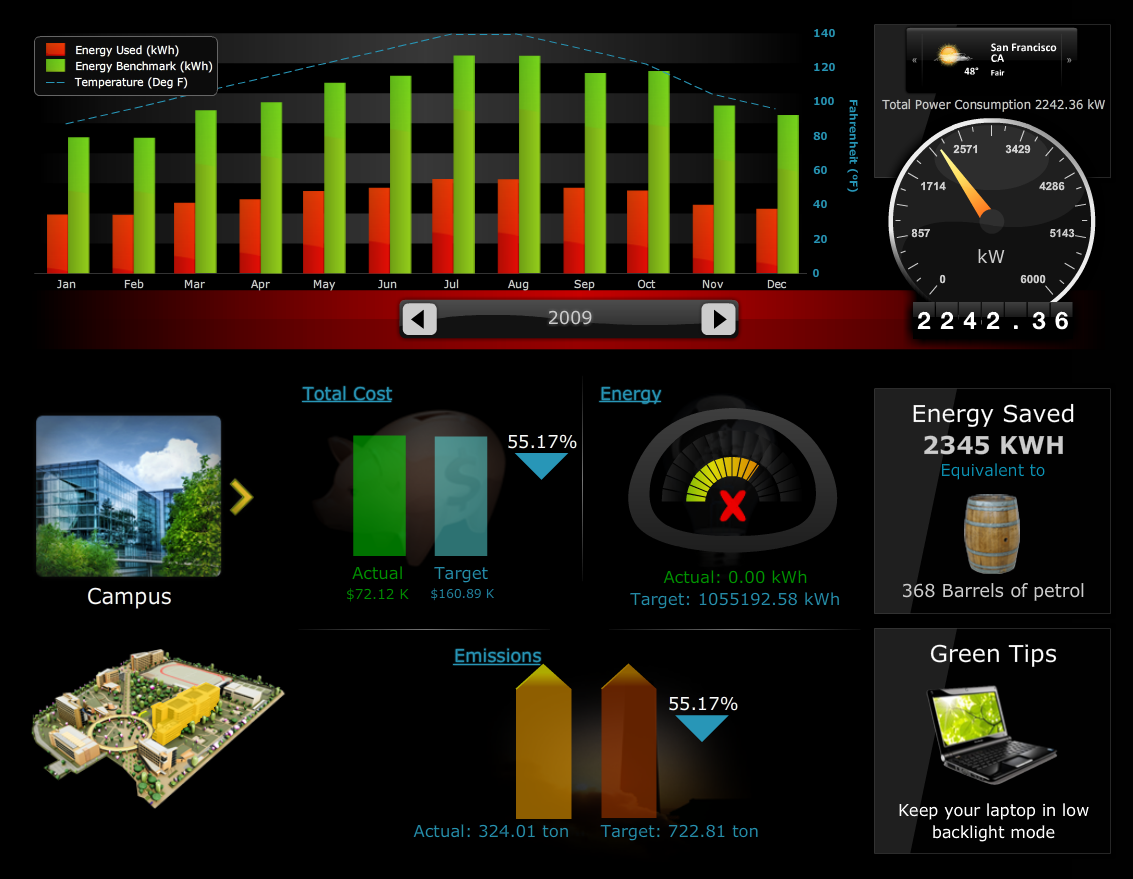 Energy Used (kWh)
Energy Benchmark (kWh)
Temperature (Deg F)
140
120
100
80
60
40
20
0
Fahrenheit (ºF)
Jan
Feb
Mar
Apr
May
Jun
Jul
Aug
Sep
Oct
Nov
Dec
2009
«
San Francisco
CA
48°
Fair
»
Total Power Consumption 2242.36 kW
0
857
1714
2571
3429
4286
5143
6000
kW
2242.36
Campus
Total Cost
55.17%
Actual
$72.12 K
Target
$160.89 K
Energy
X
Actual: 0.00 kWh
Target: 1055192.58 kWh
Energy Saved
2345 KWH
Equivalent to
368 Barrels of petrol
Emissions
55.17%
Actual: 324.01 ton
Target: 722.81 ton
Green Tips
Keep your laptop in low
backlight mode